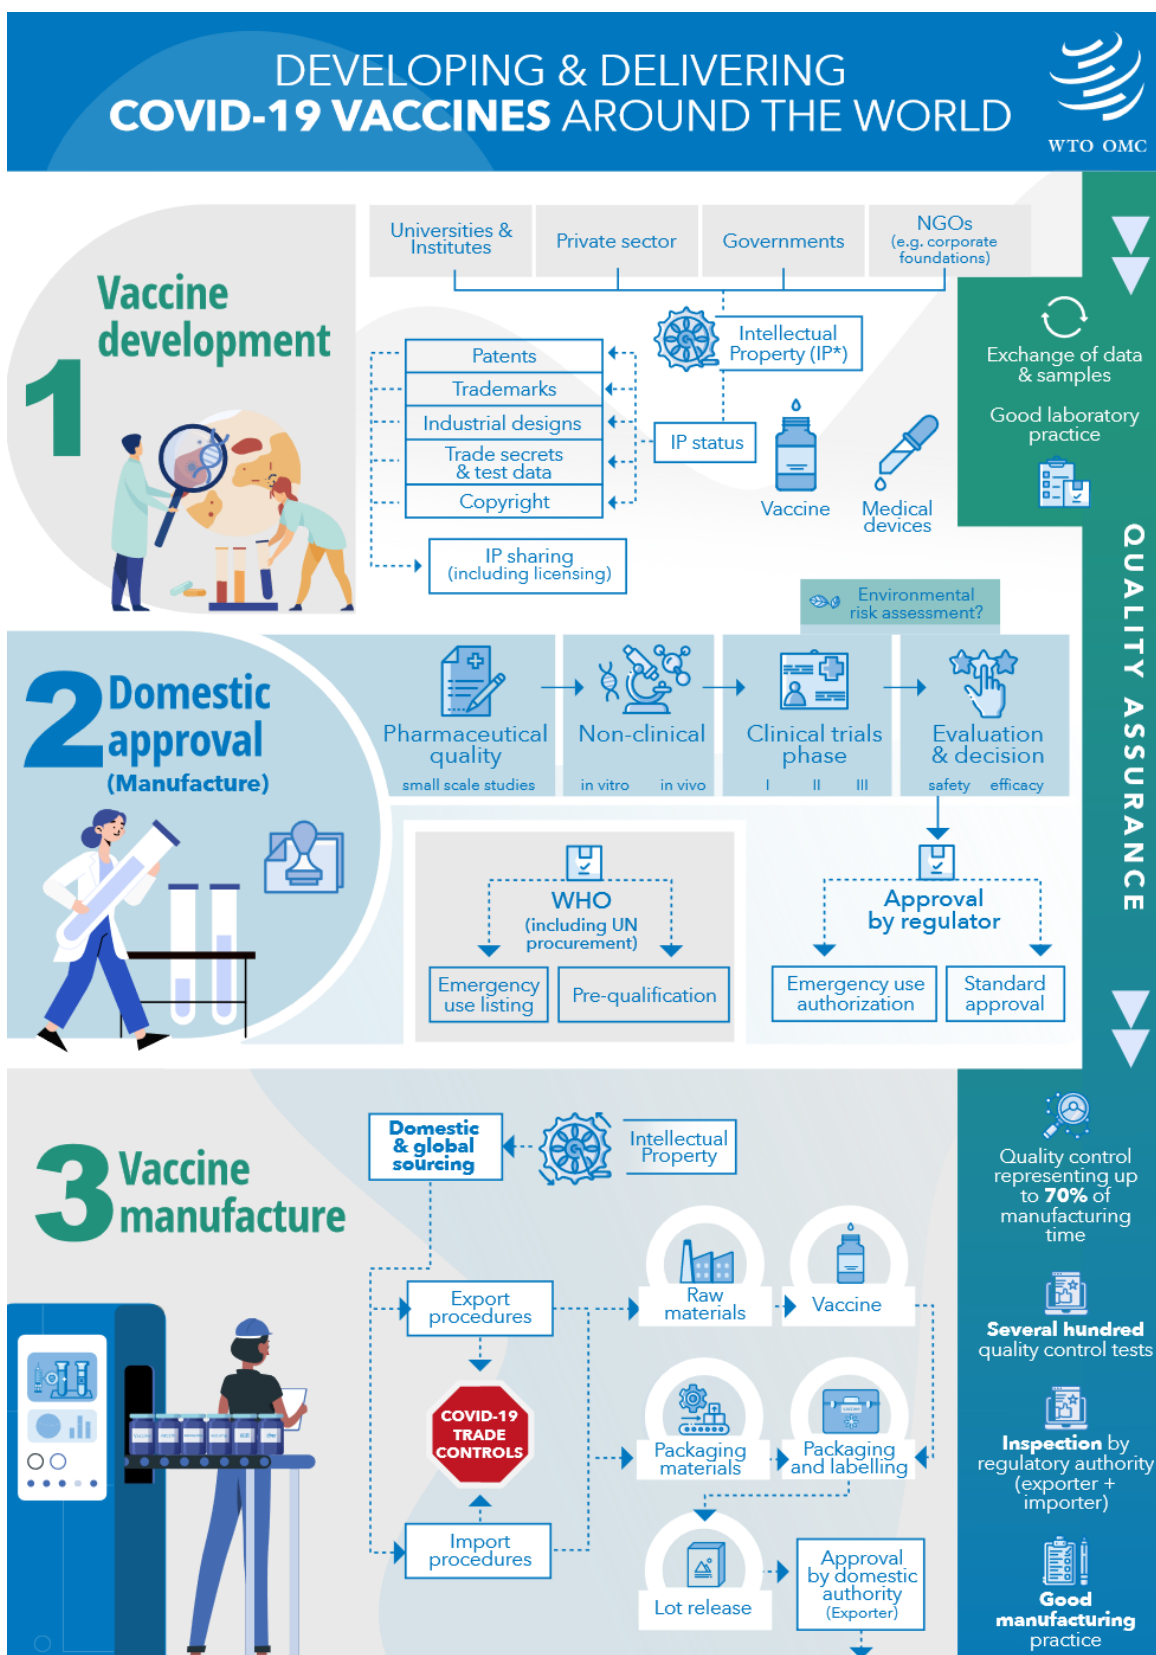 DEVELOPING & DELIVERING
COVID-19 VACCINES AROUND THE WORLD
WTO OMC
1
Vaccine
development
Universities &
Institutes
Private sector
Governments
NGOs
(e.g. corporate
foundations)
Intellectual
Property (IP*)
Patents
Trademarks
Industrial designs
Trade secrets
& test data
Copyright
IP status
IP sharing
(including licensing)
Vaccine
Medical
devices
Exchange of data
& samples
Good laboratory
practice
QUALITY ASSURANCE
2
Domestic
approval
(Manufacture)
Environmental
risk assessment?
Pharmaceutical
quality
small scale studies
Non-clinical
in vitro in vivo
Clinical trials
phase
I II III
Evaluation
& decision
safety efficacy
WHO
(including UN
procurement)
Emergency
use listing
Pre-qualification
Approval
by regulator
Emergency use
authorization
Standard
approval
3
Vaccine
manufacture
Domestic
& global
sourcing
Intellectual
Property
Export
procedures
COVID-19
TRADE
CONTROLS
Import
procedures
Raw
materials
Vaccine
Packaging
materials
Packaging
and labelling
Lot release
Approval
by domestic
authority
(Exporter)
Quality control
representing up
to 70% of
manufacturing
time
Several hundred
quality control tests
Inspection by
regulatory authority
(exporter +
importer)
Good
manufacturing
practice